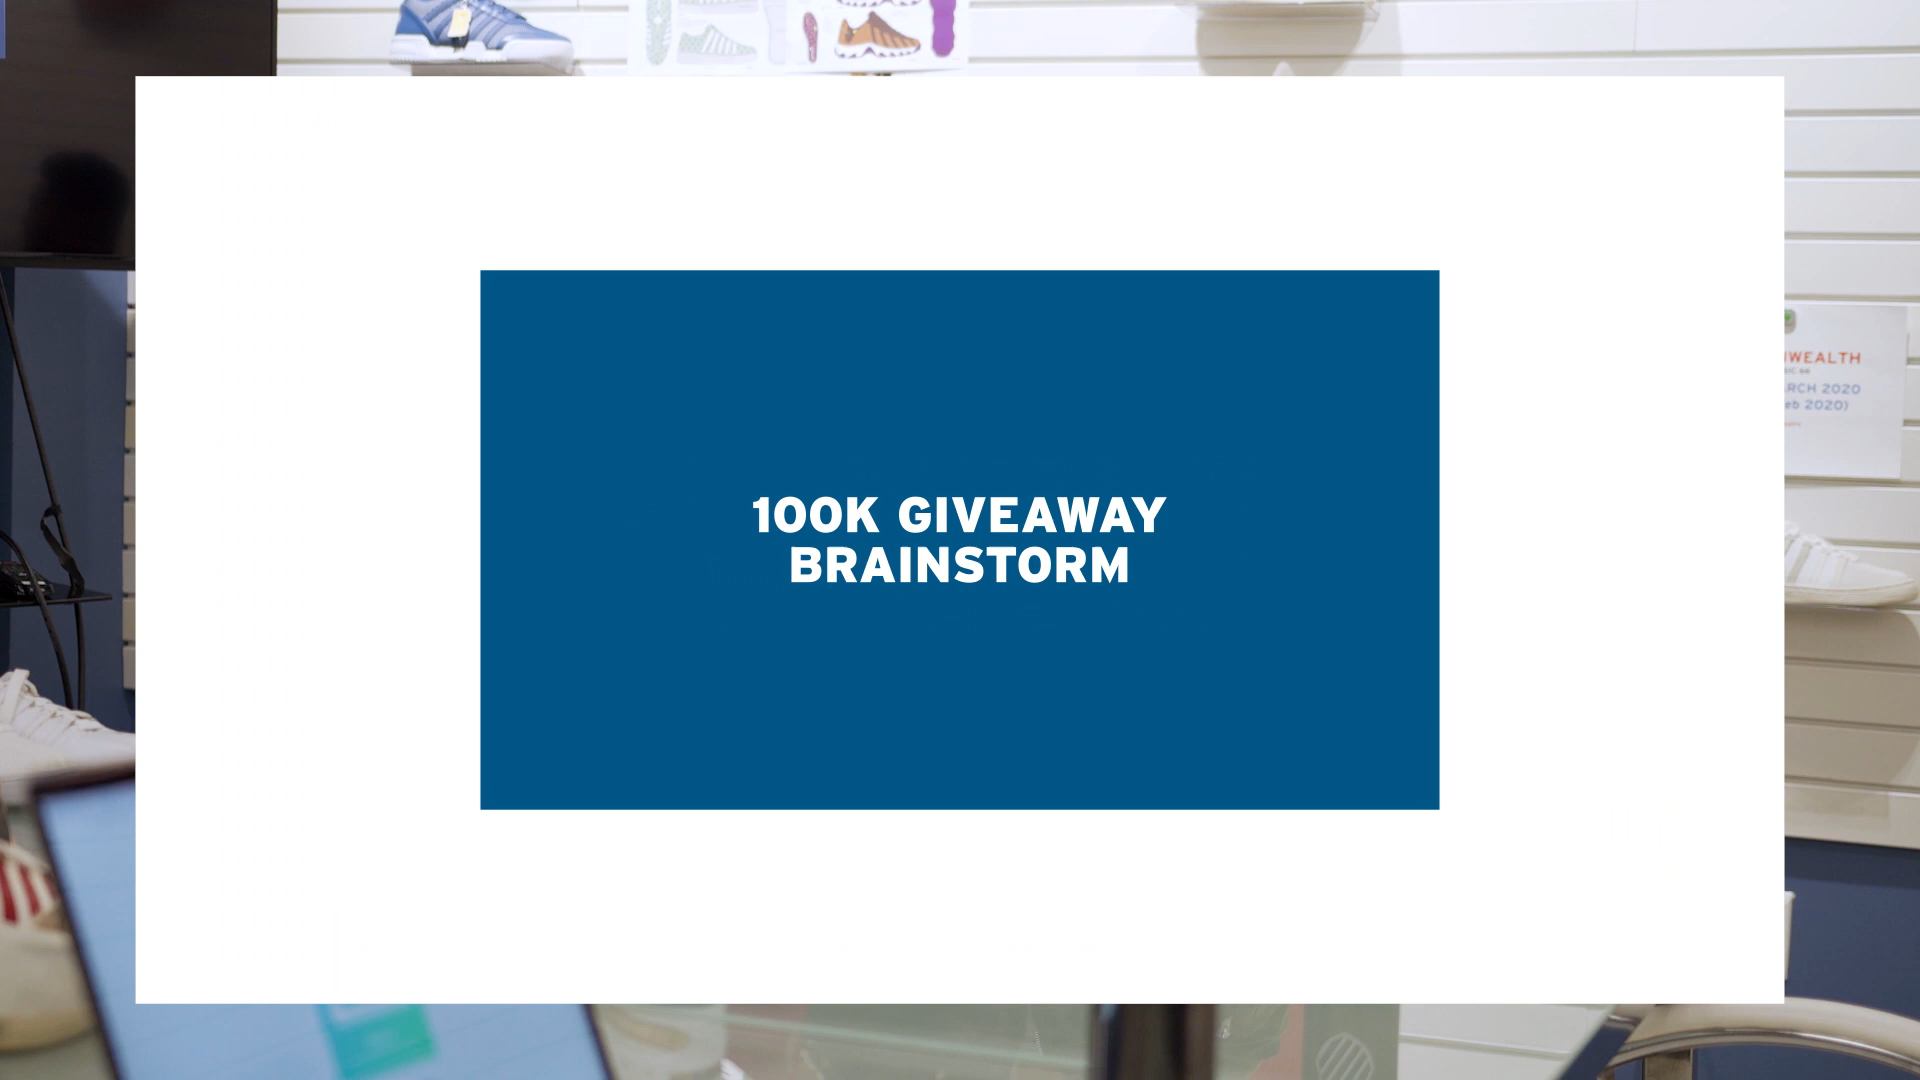 100K GIVEAWAY
BRAINSTORM
WEALTH
RCH 2020
eb 2020)